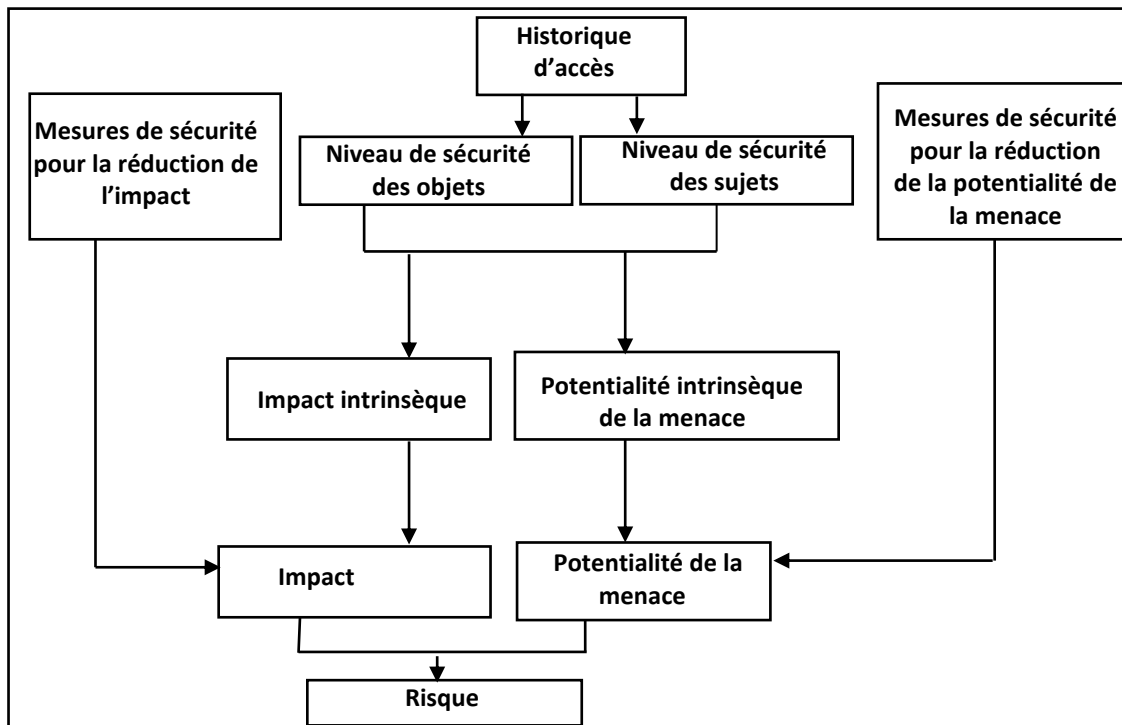 Historique
d’accès
Mesures de sécurité
pour la réduction de
l’impact
Niveau de sécurité
des objets
Niveau de sécurité
des sujets
Mesures de sécurité
pour la réduction
de la potentialité de
la menace
Impact intrinsèque
Potentialité intrinsèque
de la menace
Impact
Potentialité de la
menace
Risque